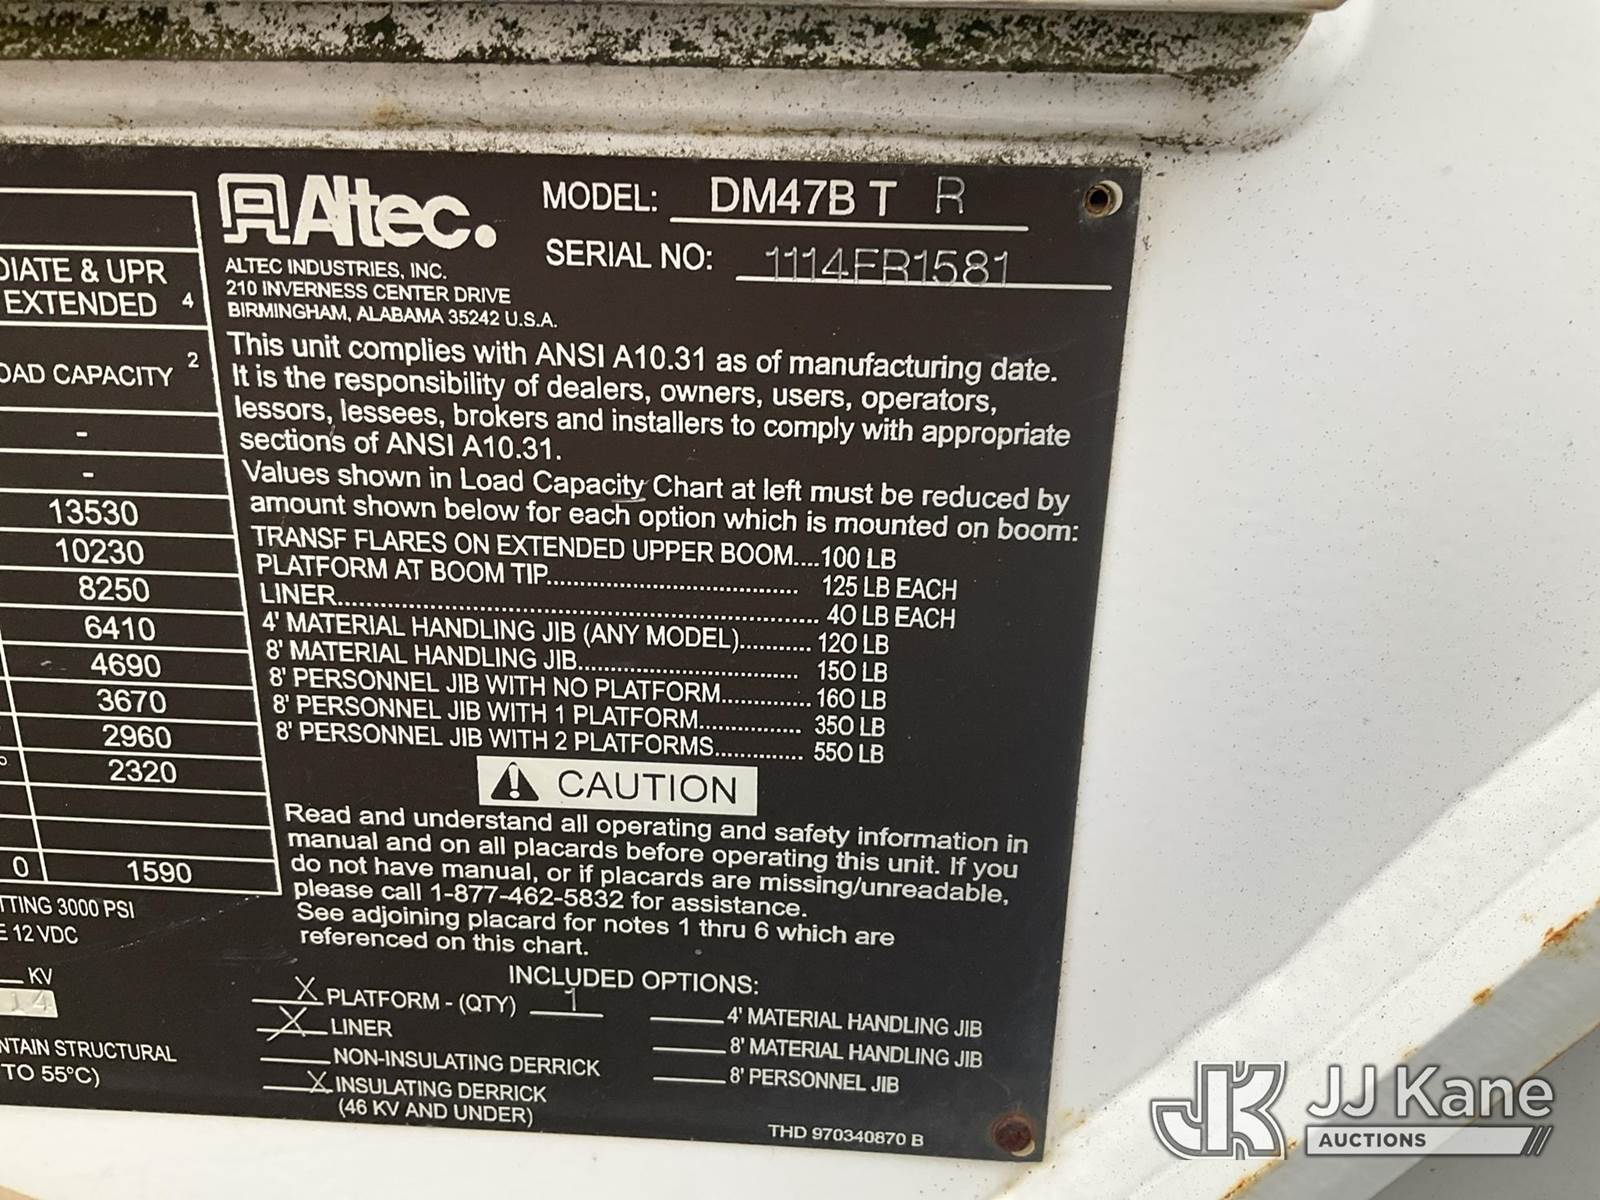 DIATE & UPR
EXTENDED 4
OAD CAPACITY 2
-
-
13530
10230
8250
6410
4690
3670
2960
2320
0 1590
TTING 3000 PSI
E 12 VDC
KV
14
NTAIN STRUCTURAL
TO 55°C)
Altec.
ALTEC INDUSTRIES, INC.
210 INVERNESS CENTER DRIVE
BIRMINGHAM, ALABAMA 35242 U.S.A.
MODEL: DM47B T R
SERIAL NO: 1114FR1581
This unit complies with ANSI A10.31 as of manufacturing date.
It is the responsibility of dealers, owners, users, operators,
lessors, lessees, brokers and installers to comply with appropriate
sections of ANSI A10.31.
Values shown in Load Capacity Chart at left must be reduced by
amount shown below for each option which is mounted on boom:
TRANSF FLARES ON EXTENDED UPPER BOOM....100 LB
PLATFORM AT BOOM TIP.................................... 125 LB EACH
LINER..................................................................... 40 LB EACH
4' MATERIAL HANDLING JIB (ANY MODEL)........... 120 LB
8' MATERIAL HANDLING JIB................................ 150 LB
8' PERSONNEL JIB WITH NO PLATFORM............. 160 LB
8' PERSONNEL JIB WITH 1 PLATFORM............... 350 LB
8' PERSONNEL JIB WITH 2 PLATFORMS............. 550 LB
CAUTION
Read and understand all operating and safety information in
manual and on all placards before operating this unit. If you
do not have manual, or if placards are missing/unreadable,
please call 1-877-462-5832 for assistance.
See adjoining placard for notes 1 thru 6 which are
referenced on this chart.
INCLUDED OPTIONS:
X PLATFORM - (QTY) 1
X LINER
NON-INSULATING DERRICK
X INSULATING DERRICK
(46 KV AND UNDER)
4' MATERIAL HANDLING JIB
8' MATERIAL HANDLING JIB
8' PERSONNEL JIB
THD 970340870 B
JK JJ Kane
AUCTIONS